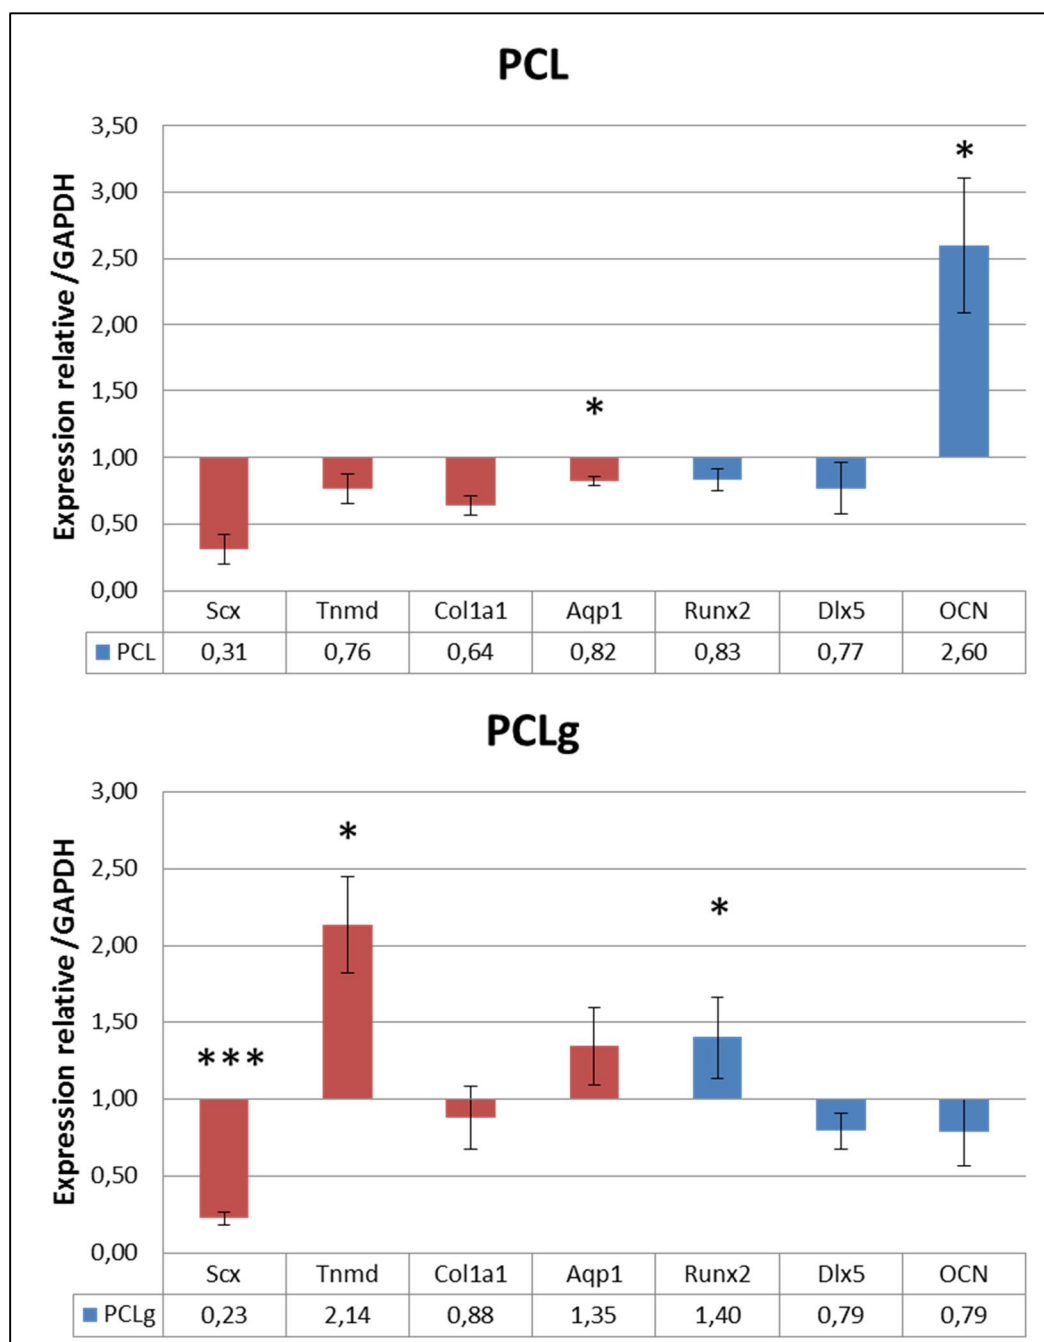 PCL
Expression relative /GAPDH
3,50
3,00
2,50
2,00
1,50
1,00
0,50
0,00
*
*
Scx Tnmd Col1a1 Aqp1 Runx2 Dlx5 OCN
PCL 0,31 0,76 0,64 0,82 0,83 0,77 2,60
PCLg
Expression relative /GAPDH
3,00
2,50
2,00
1,50
1,00
0,50
0,00
***
*
*
Scx Tnmd Col1a1 Aqp1 Runx2 Dlx5 OCN
PCLg 0,23 2,14 0,88 1,35 1,40 0,79 0,79